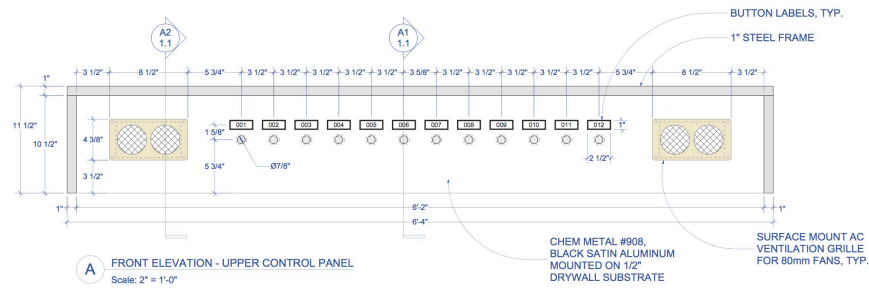 BUTTON LABELS, TYP.
1" STEEL FRAME
A2
1.1
A1
1.1
3 1/2" 8 1/2" 5 3/4" 3 1/2" 3 1/2" 3 1/2" 3 1/2" 3 1/2" 3 5/8" 3 1/2" 3 1/2" 3 1/2" 3 1/2" 3 1/2" 5 3/4" 8 1/2" 3 1/2"
1"
11 1/2"
10 1/2"
4 3/8"
3 1/2"
1 5/8"
5 3/4"
001 002 003 004 005 006 007 008 009 010 011 012
1"
2 1/2"
Ø7/8"
1" 6'-2" 1"
6'-4"
A
FRONT ELEVATION - UPPER CONTROL PANEL
Scale: 2" = 1'-0"
CHEM METAL #908,
BLACK SATIN ALUMINUM
MOUNTED ON 1/2"
DRYWALL SUBSTRATE
SURFACE MOUNT AC
VENTILATION GRILLE
FOR 80mm FANS, TYP.